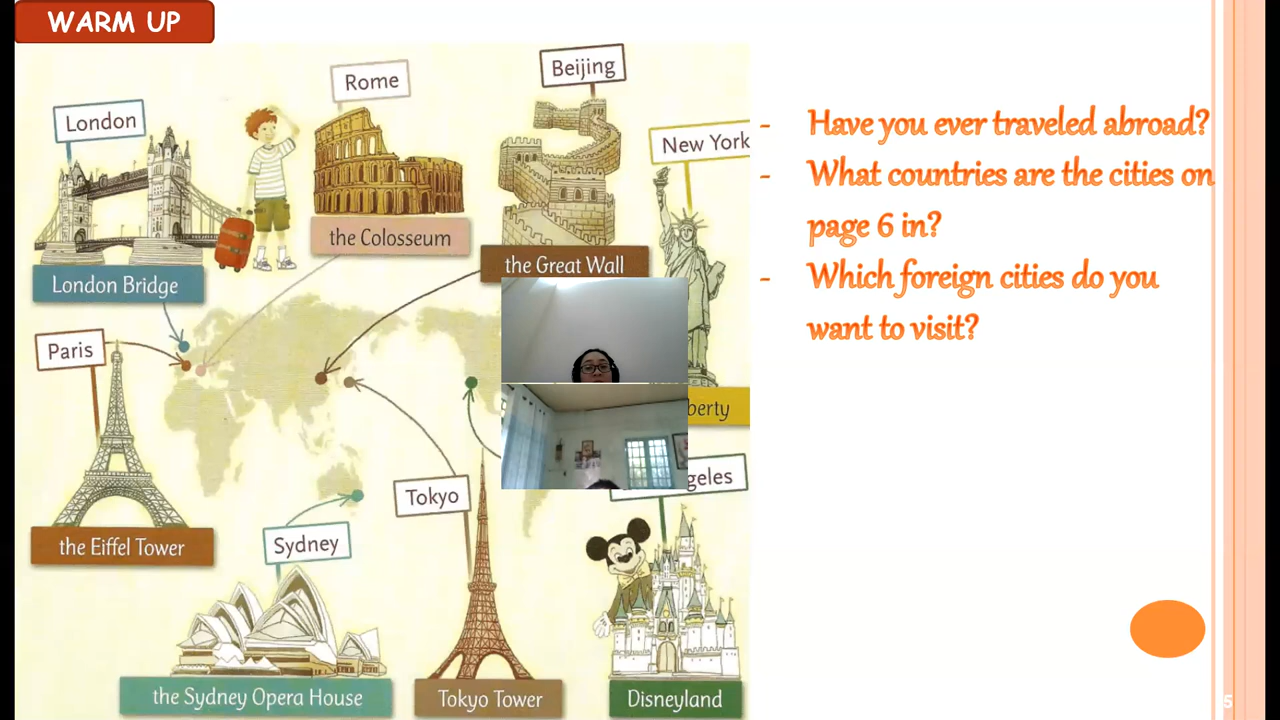 WARM UP
London
Rome
Beijing
New York
London Bridge
the Colosseum
the Great Wall
Paris
the Eiffel Tower
Sydney
the Sydney Opera House
Tokyo
Tokyo Tower
Disneyland
- Have you ever traveled abroad?
- What countries are the cities on
page 6 in?
- Which foreign cities do you
want to visit?
5